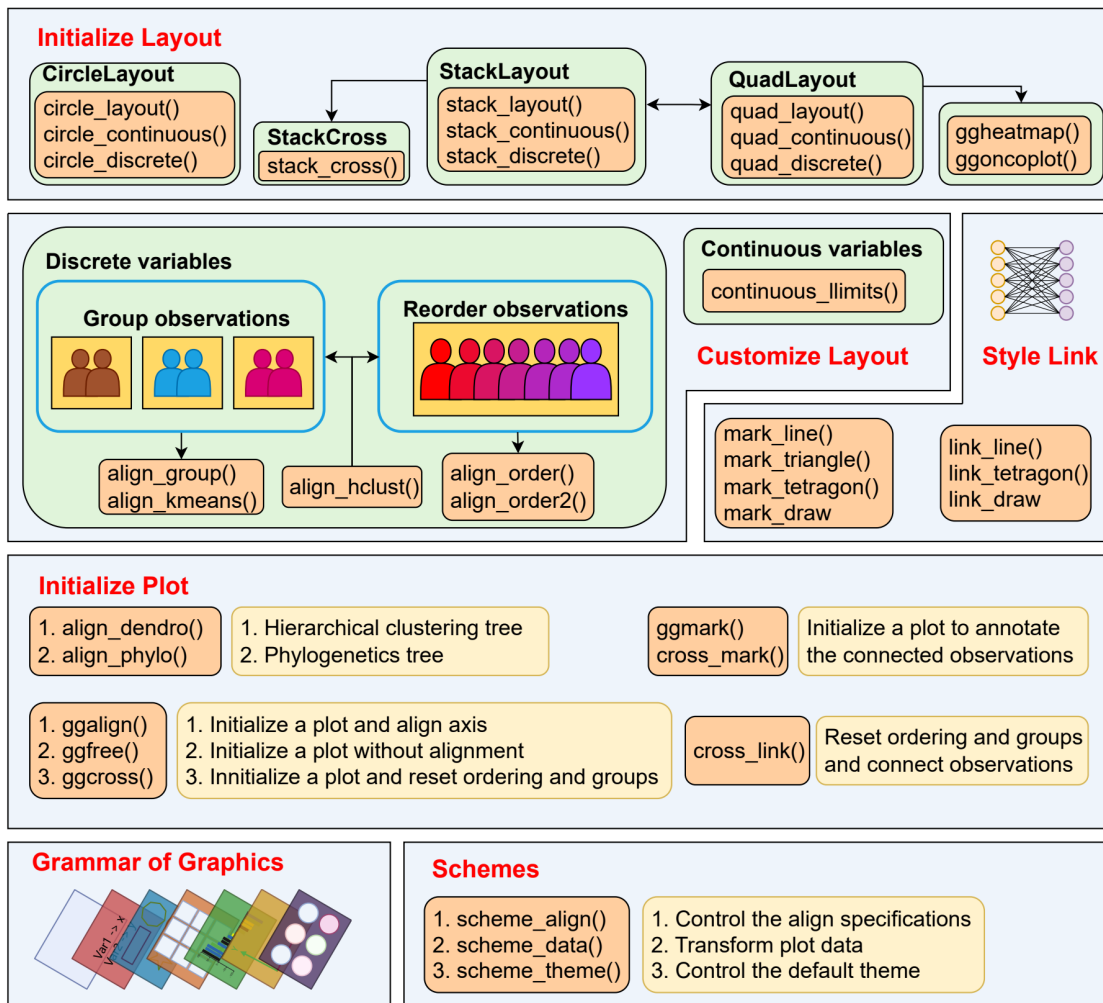 Initialize Layout
CircleLayout
circle_layout()
circle_continuous()
circle_discrete()
StackCross
stack_cross()
StackLayout
stack_layout()
stack_continuous()
stack_discrete()
QuadLayout
quad_layout()
quad_continuous()
quad_discrete()
ggheatmap()
ggoncoplot()
Discrete variables
Group observations
Reorder observations
align_group()
align_kmeans()
align_hclust()
align_order()
align_order2()
Continuous variables
continuous_llimits()
Customize Layout
Style Link
mark_line()
mark_triangle()
mark_tetragon()
mark_draw
link_line()
link_tetragon()
link_draw
Initialize Plot
1. align_dendro()
2. align_phylo()
1. Hierarchical clustering tree
2. Phylogenetics tree
ggmark()
cross_mark()
Initialize a plot to annotate
the connected observations
1. ggalign()
2. ggfree()
3. ggcross()
1. Initialize a plot and align axis
2. Initialize a plot without alignment
3. Innitialize a plot and reset ordering and groups
cross_link()
Reset ordering and groups
and connect observations
Grammar of Graphics
Var1 -> x
Schemes
1. scheme_align()
2. scheme_data()
3. scheme_theme()
1. Control the align specifications
2. Transform plot data
3. Control the default theme